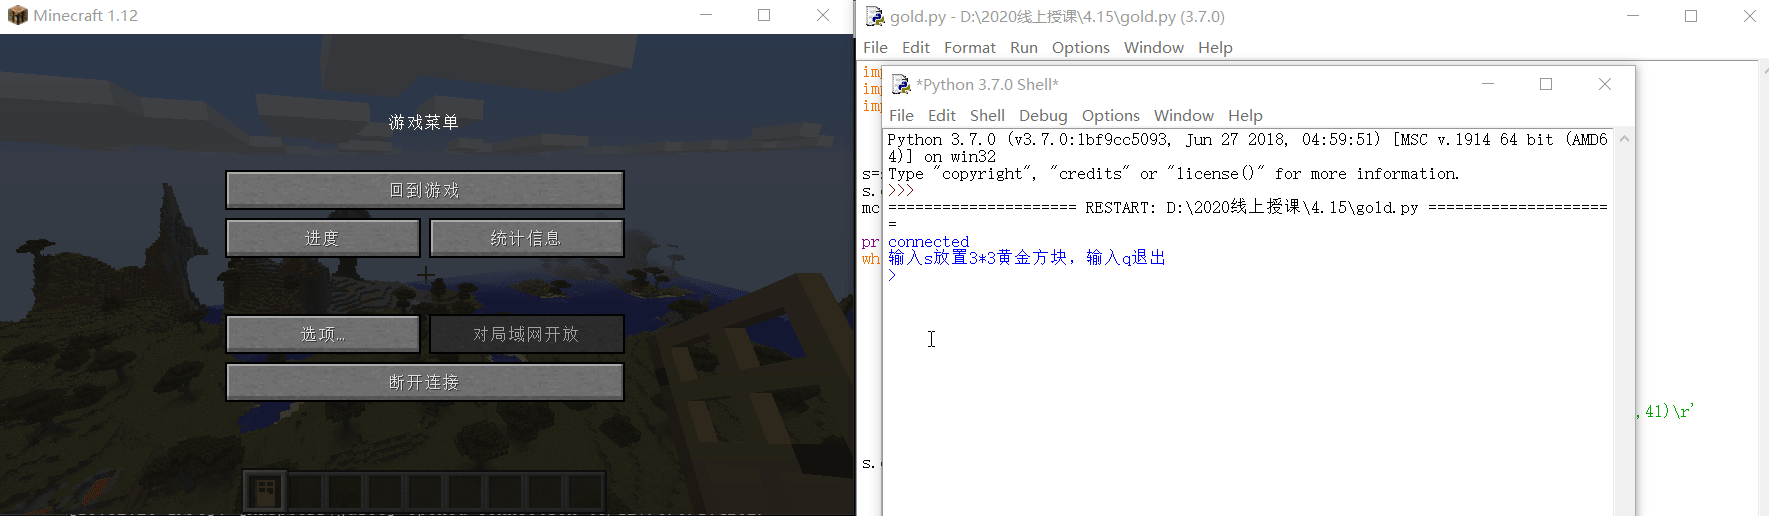 Minecraft 1.12
游戏菜单
回到游戏
进度
统计信息
选项...
对局域网开放
断开连接
gold.py - D:\2020线上授课\4.15\gold.py (3.7.0)
File Edit Format Run Options Window Help
imp
imp
imp
s=s
s.c
mc
pr
wh
,41)\r'
s.c
*Python 3.7.0 Shell*
File Edit Shell Debug Options Window Help
Python 3.7.0 (v3.7.0:1bf9cc5093, Jun 27 2018, 04:59:51) [MSC v.1914 64 bit (AMD6
4)] on win32
Type "copyright", "credits" or "license()" for more information.
>>>
===================== RESTART: D:\2020线上授课\4.15\gold.py ====================
=
connected
输入s放置3*3黄金方块，输入q退出
>